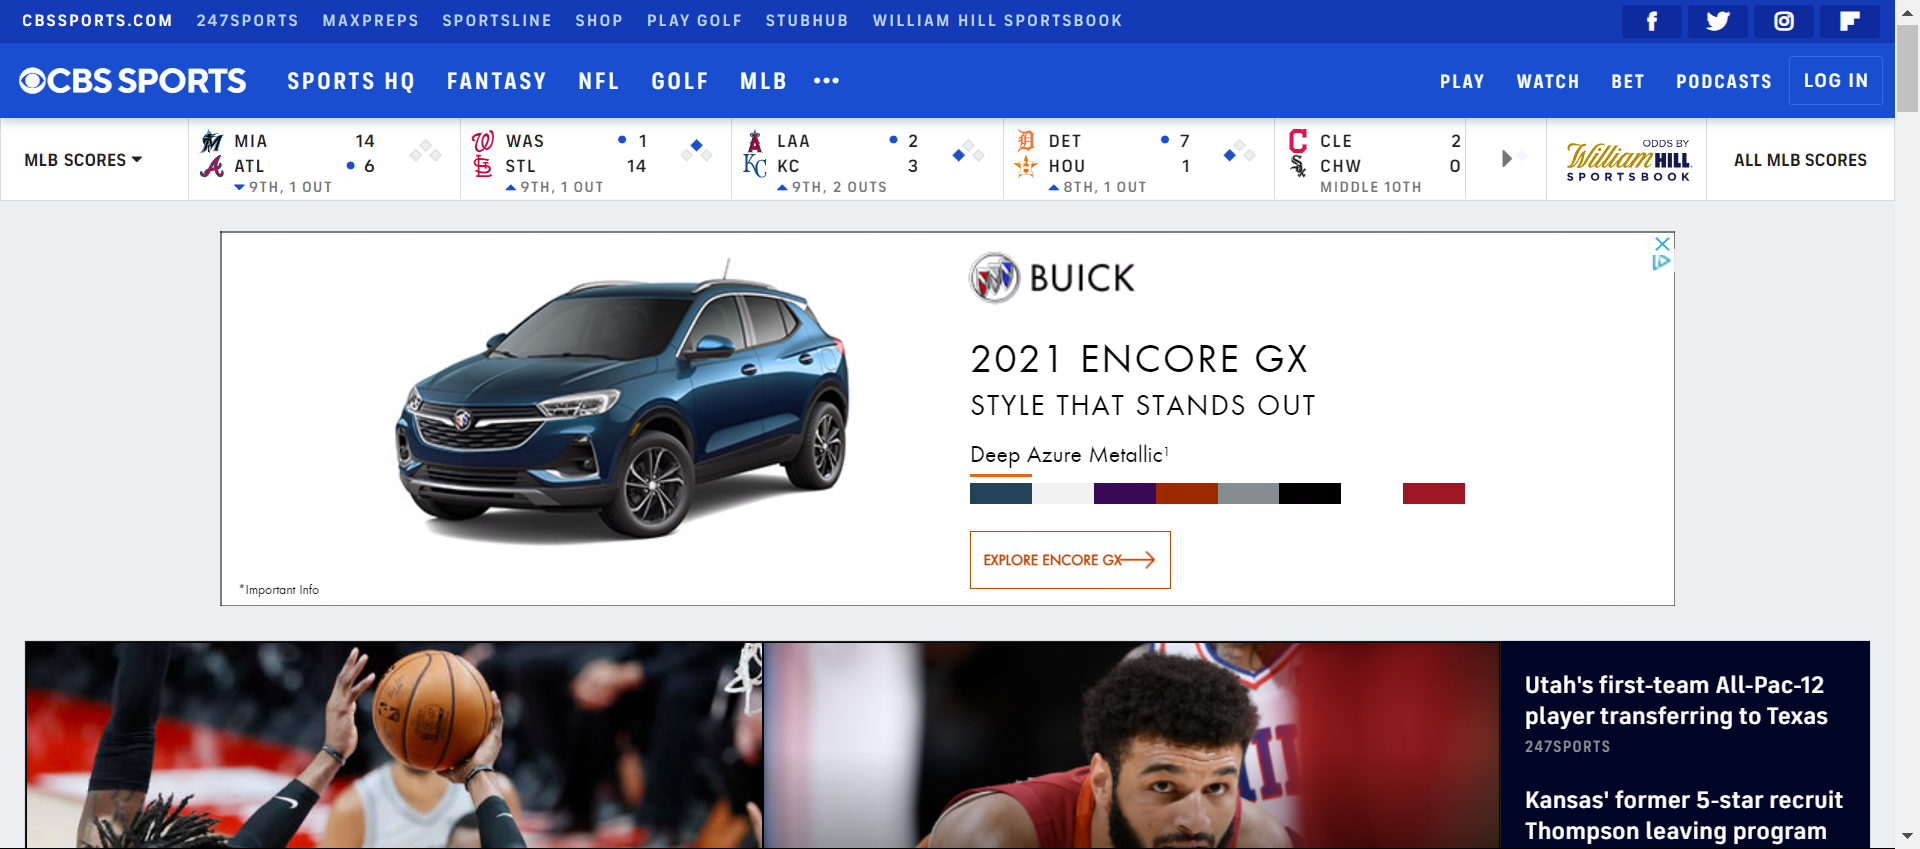 CBSSPORTS.COM 247SPORTS MAXPREPS SPORTSLINE SHOP PLAY GOLF STUBHUB WILLIAM HILL SPORTSBOOK
CBS SPORTS SPORTS HQ FANTASY NFL GOLF MLB ••• PLAY WATCH BET PODCASTS LOG IN
MLB SCORES
MIA 14
ATL 6
9TH, 1 OUT
WAS 1
STL 14
9TH, 1 OUT
LAA 2
KC 3
9TH, 2 OUTS
DET 7
HOU 1
8TH, 1 OUT
CLE 2
CHW 0
MIDDLE 10TH
ODDS BY
William HILL
SPORTSBOOK
ALL MLB SCORES
BUICK
2021 ENCORE GX
STYLE THAT STANDS OUT
Deep Azure Metallic¹
EXPLORE ENCORE GX
*Important Info
Utah's first-team All-Pac-12
player transferring to Texas
247SPORTS
Kansas' former 5-star recruit
Thompson leaving program